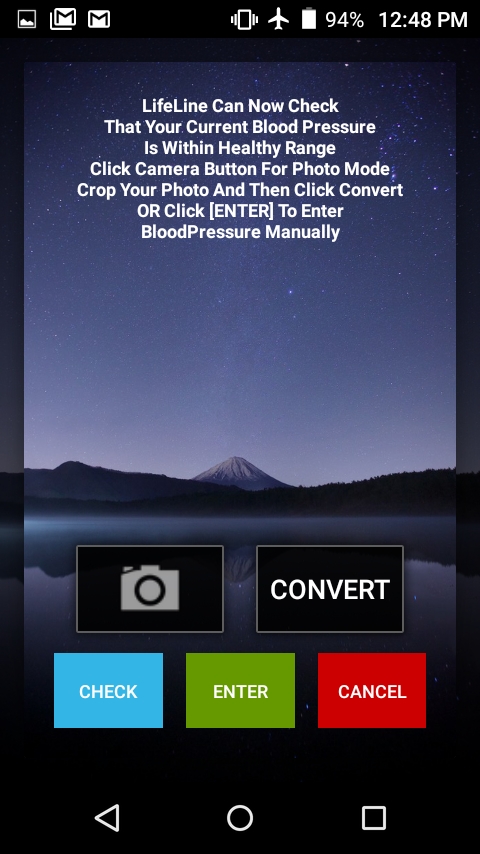 94% 12:48 PM
LifeLine Can Now Check
That Your Current Blood Pressure
Is Within Healthy Range
Click Camera Button For Photo Mode
Crop Your Photo And Then Click Convert
OR Click [ENTER] To Enter
BloodPressure Manually
CONVERT
CHECK ENTER CANCEL